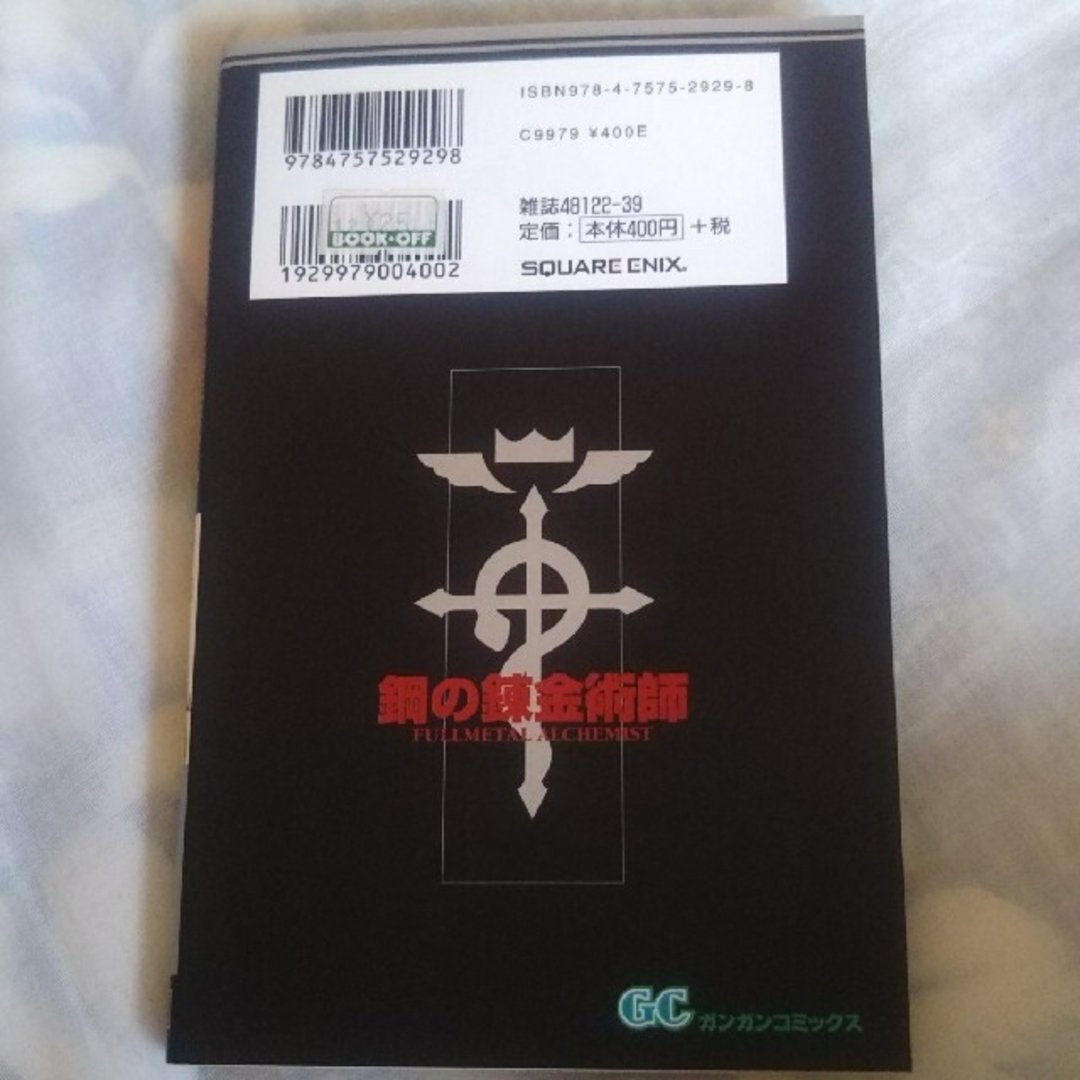 ISBN978-4-7575-2929-8
C9979 ¥400E
9784757529298
雑誌48122-39
定価：本体400円＋税
SQUARE ENIX®
BOOK・OFF
1929979004002
鋼の錬金術師
FULLMETAL ALCHEMIST
GC ガンガンコミックス